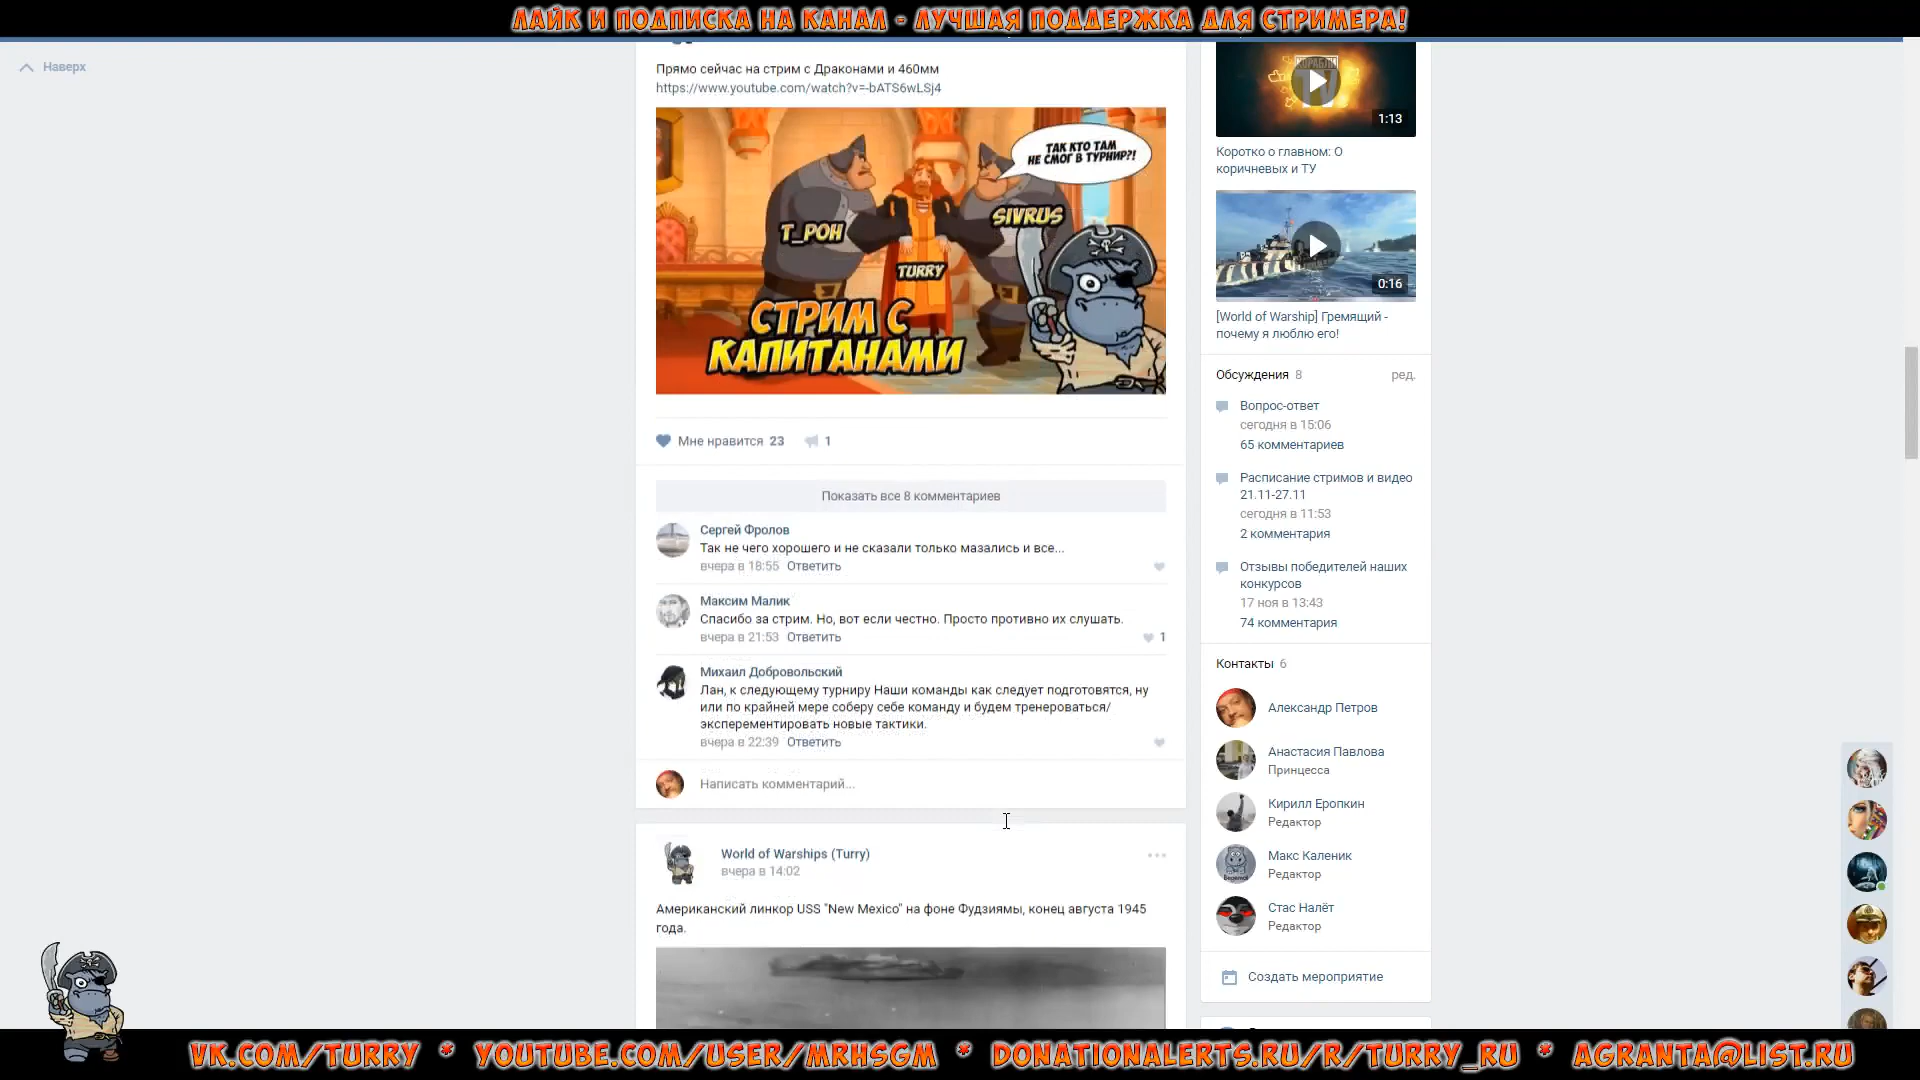 ЛАЙК И ПОДПИСКА НА КАНАЛ - ЛУЧШАЯ ПОДДЕРЖКА ДЛЯ СТРИМЕРА!
Наверх
Прямо сейчас на стрим с Драконами и 460мм
https://www.youtube.com/watch?v=-bATS6wLSj4
ТАК КТО ТАМ
НЕ СМОГ В ТУРНИР?!
T_POH
SIVRUS
TURRY
СТРИМ С
КАПИТАНАМИ
Мне нравится 23
1
Показать все 8 комментариев
Сергей Фролов
Так не чего хорошего и не сказали только мазались и все...
вчера в 18:55 Ответить
Максим Малик
Спасибо за стрим. Но, вот если честно. Просто противно их слушать.
вчера в 21:53 Ответить
1
Михаил Добровольский
Лан, к следующему турниру Наши команды как следует подготовятся, ну
или по крайней мере соберу себе команду и будем тренероваться/
эксперементировать новые тактики.
вчера в 22:39 Ответить
Написать комментарий...
World of Warships (Turry)
вчера в 14:02
Американский линкор USS "New Mexico" на фоне Фудзиямы, конец августа 1945
года.
КОРАБЛИ
TV
1:13
Коротко о главном: О
коричневых и ТУ
0:16
[World of Warship] Гремящий -
почему я люблю его!
Обсуждения 8
ред.
Вопрос-ответ
сегодня в 15:06
65 комментариев
Расписание стримов и видео
21.11-27.11
сегодня в 11:53
2 комментария
Отзывы победителей наших
конкурсов
17 ноя в 13:43
74 комментария
Контакты 6
Александр Петров
Анастасия Павлова
Принцесса
Кирилл Еропкин
Редактор
Макс Каленик
Редактор
Стас Налёт
Редактор
Создать мероприятие
VK.COM/TURRY * YOUTUBE.COM/USER/MRHSGM * DONATIONALERTS.RU/R/TURRY_RU * AGRANTA@LIST.RU